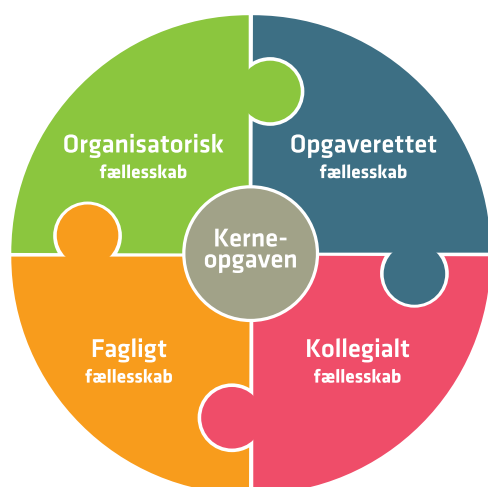 Organisatorisk
fællesskab
Opgaverettet
fællesskab
Kerne-
opgaven
Fagligt
fællesskab
Kollegialt
fællesskab